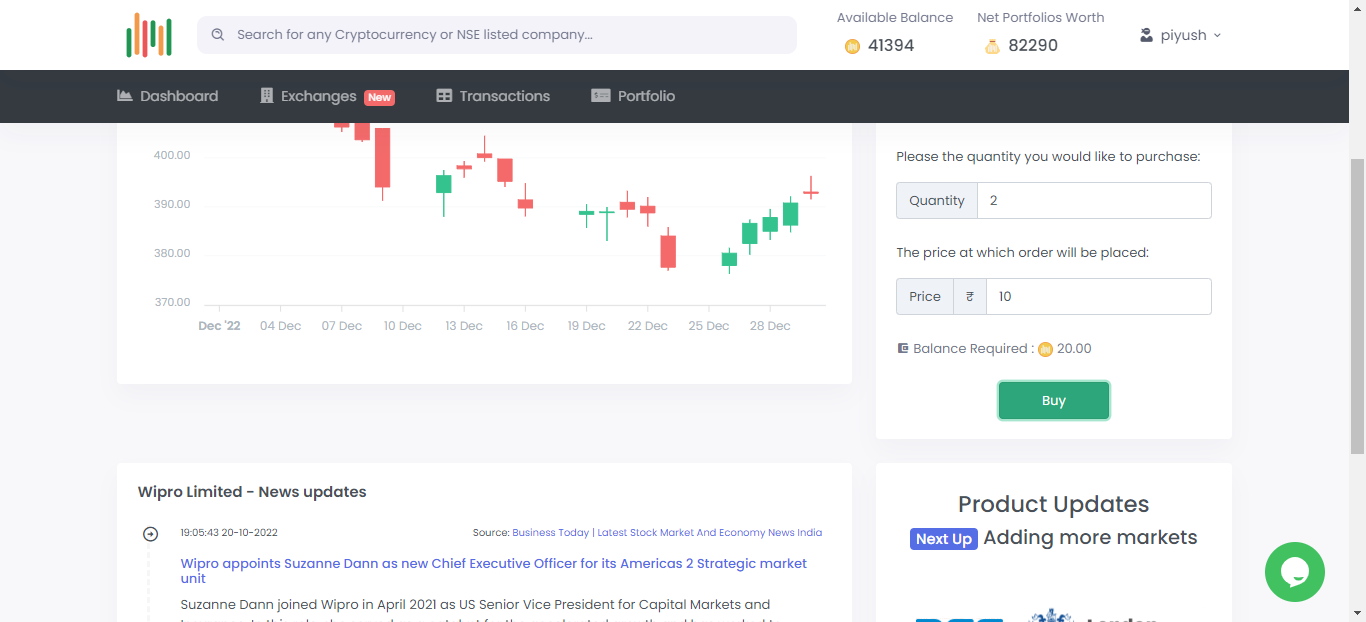 Search for any Cryptocurrency or NSE listed company...
Available Balance
41394
Net Portfolios Worth
82290
piyush
Dashboard
Exchanges New
Transactions
Portfolio
400.00
390.00
380.00
370.00
Dec '22 04 Dec 07 Dec 10 Dec 13 Dec 16 Dec 19 Dec 22 Dec 25 Dec 28 Dec
Please the quantity you would like to purchase:
Quantity 2
The price at which order will be placed:
Price ₹ 10
Balance Required : 20.00
Buy
Wipro Limited - News updates
19:05:43 20-10-2022
Source: Business Today | Latest Stock Market And Economy News India
Wipro appoints Suzanne Dann as new Chief Executive Officer for its Americas 2 Strategic market
unit
Suzanne Dann joined Wipro in April 2021 as US Senior Vice President for Capital Markets and
Product Updates
Next Up Adding more markets